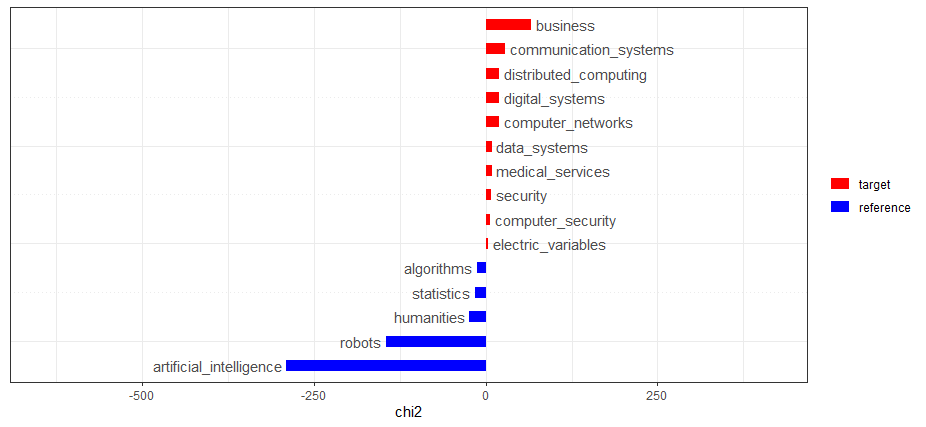 business
communication_systems
distributed_computing
digital_systems
computer_networks
data_systems
medical_services
security
computer_security
electric_variables
algorithms
statistics
humanities
robots
artificial_intelligence
target
reference
-500 -250 0 250
chi2